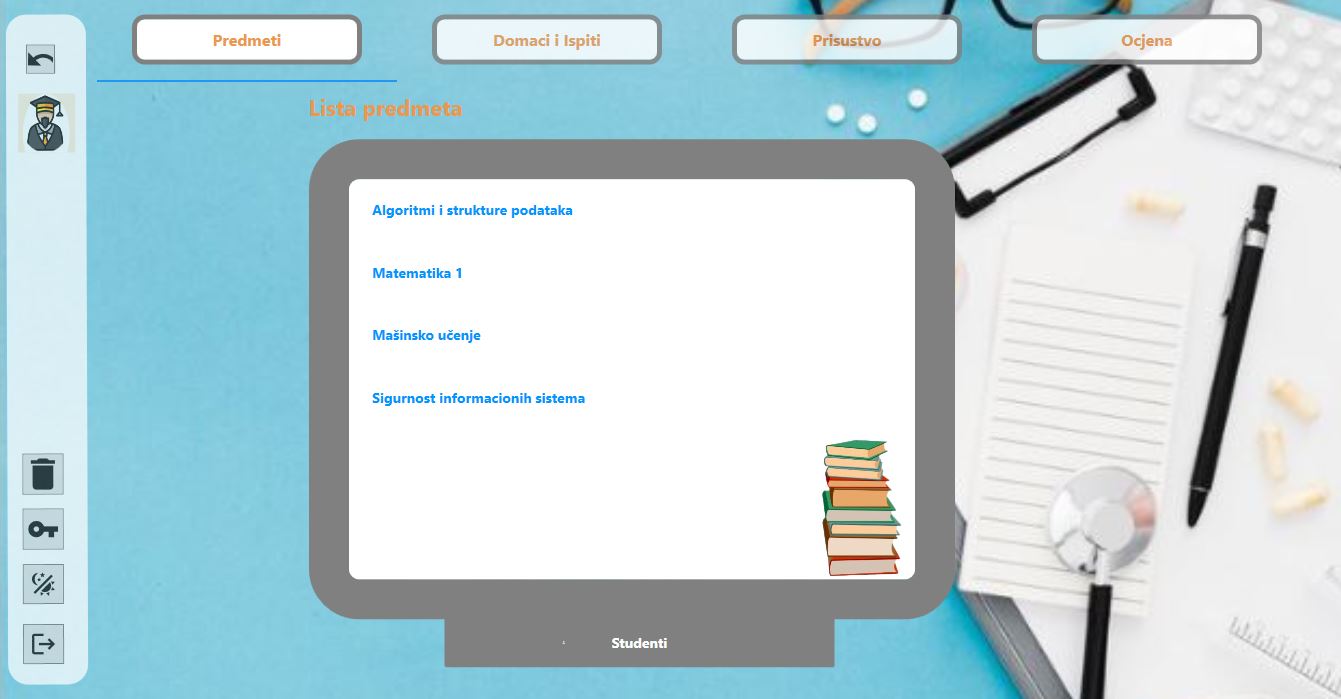 Predmeti
Domaci i Ispiti
Prisustvo
Ocjena
Lista predmeta
Algoritmi i strukture podataka
Matematika 1
Mašinsko učenje
Sigurnost informacionih sistema
Studenti